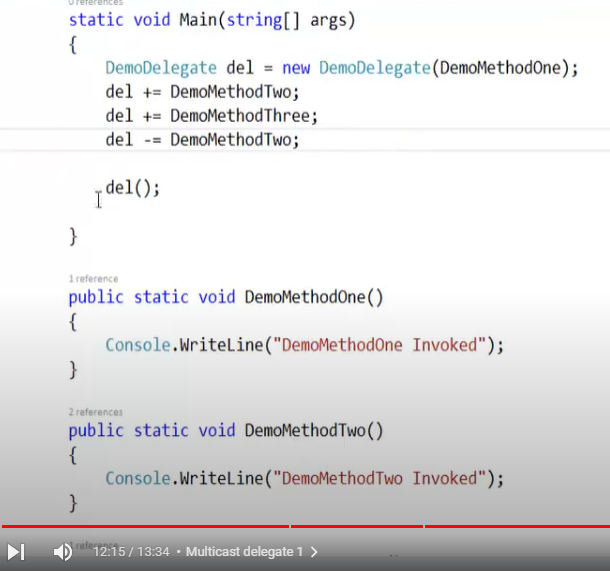 0 references
static void Main(string[] args)
{
DemoDelegate del = new DemoDelegate(DemoMethodOne);
del += DemoMethodTwo;
del += DemoMethodThree;
del -= DemoMethodTwo;
del();
}
1 reference
public static void DemoMethodOne()
{
Console.WriteLine("DemoMethodOne Invoked");
}
2 references
public static void DemoMethodTwo()
{
Console.WriteLine("DemoMethodTwo Invoked");
}
12:15 / 13:34 • Multicast delegate 1